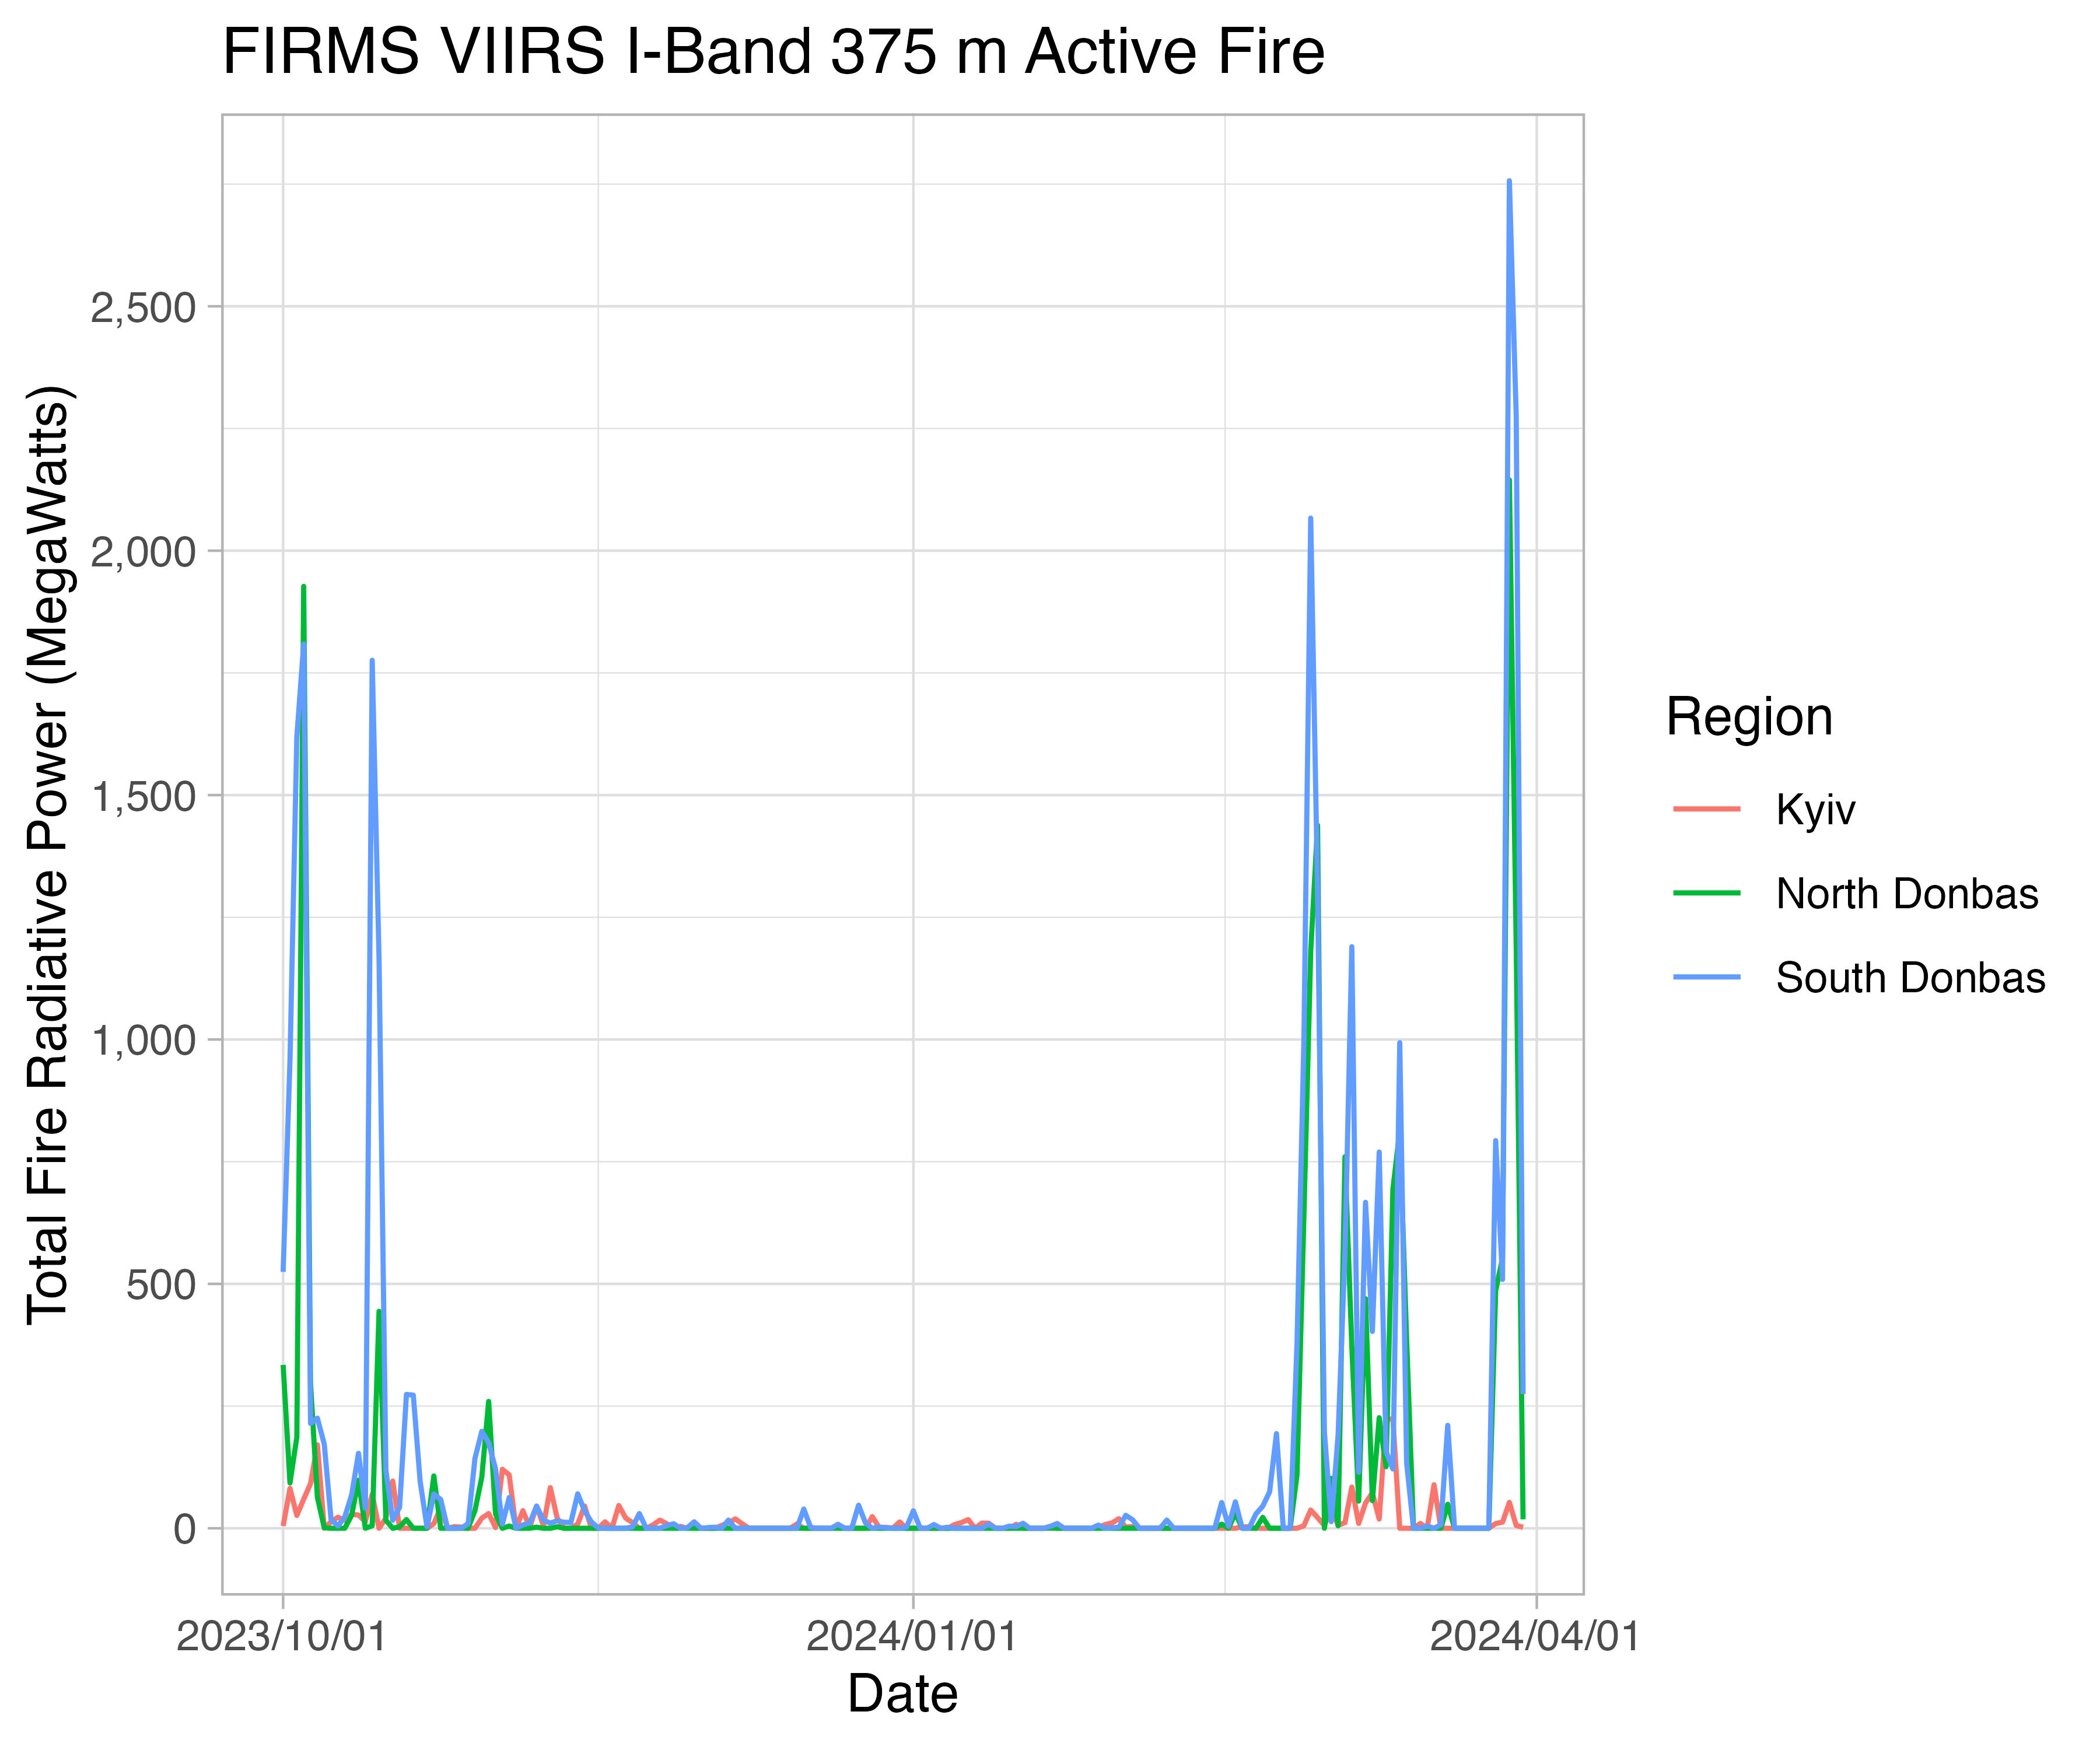 FIRMS VIIRS I-Band 375 m Active Fire
Total Fire Radiative Power (MegaWatts)
2,500
2,000
1,500
1,000
500
0
2023/10/01
2024/01/01
2024/04/01
Date
Region
Kyiv
North Donbas
South Donbas